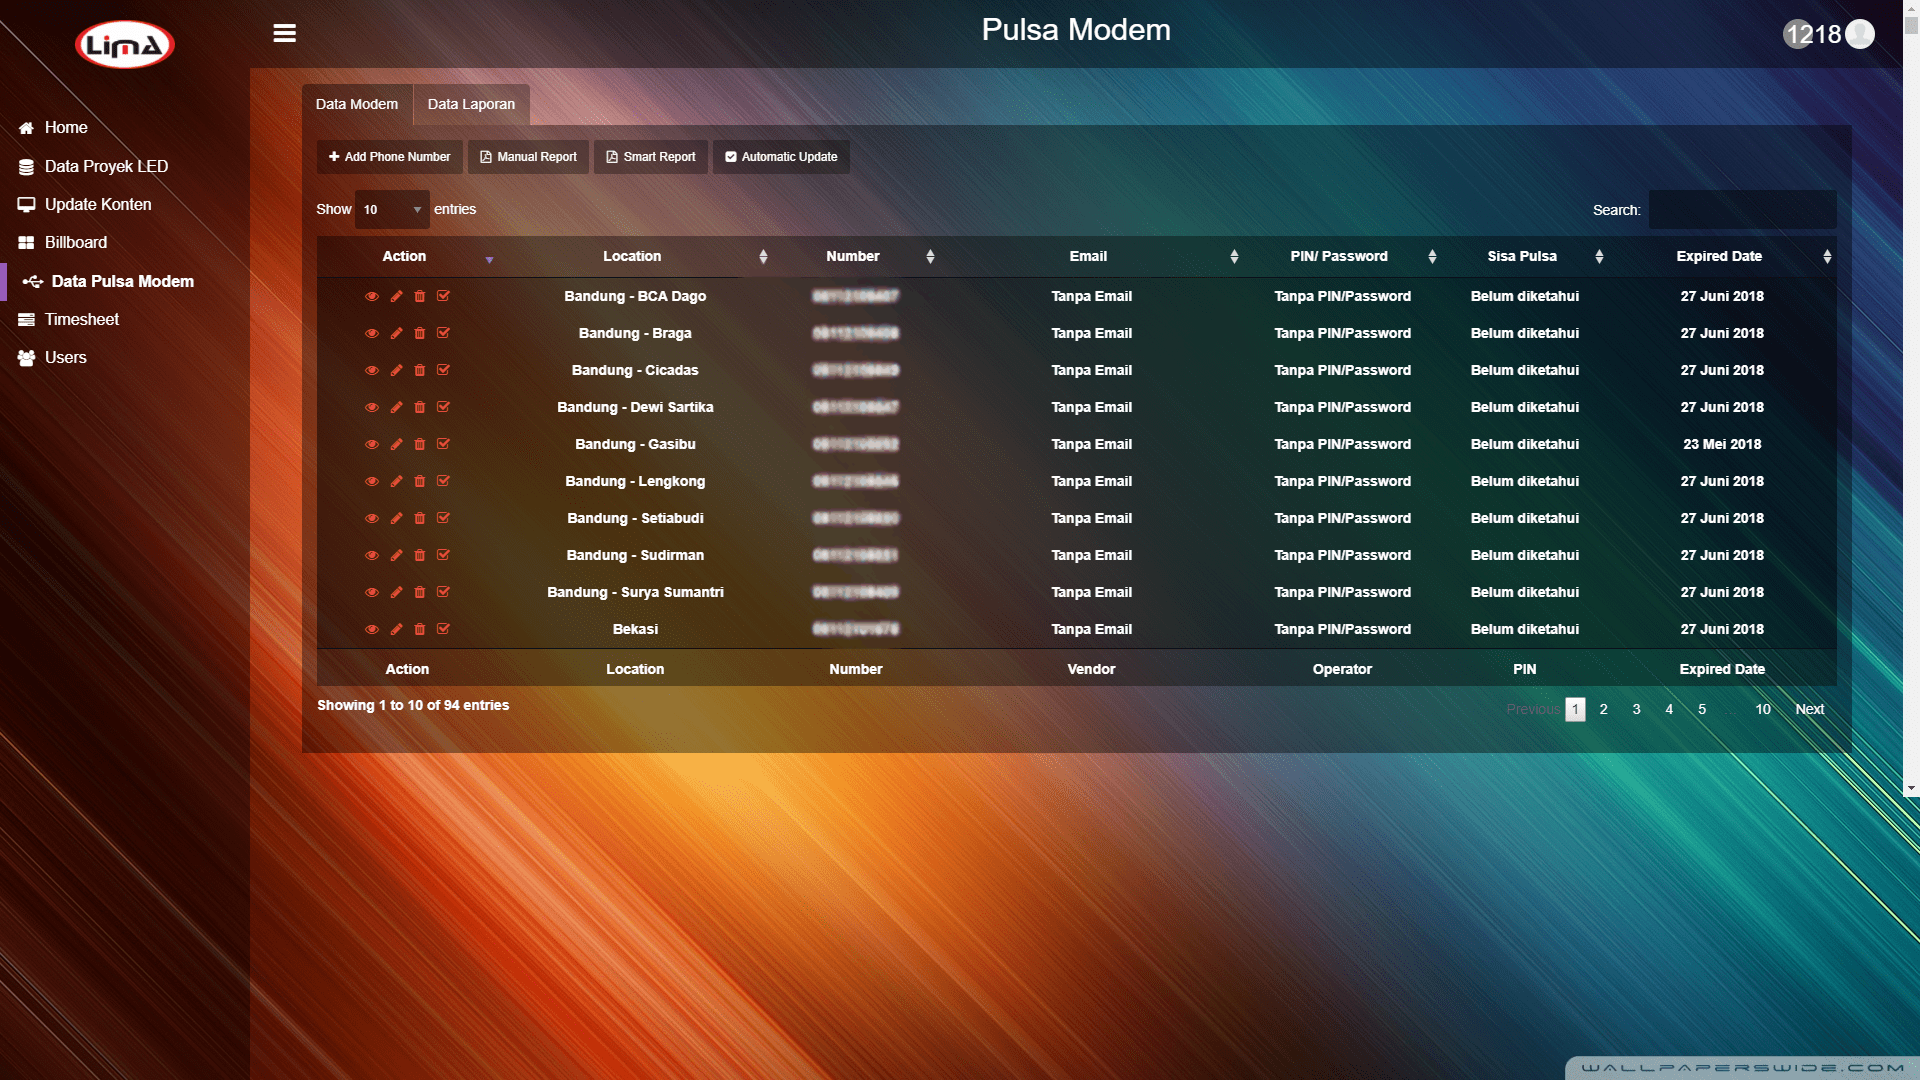 LimA
Pulsa Modem
1218
Home
Data Proyek LED
Update Konten
Billboard
Data Pulsa Modem
Timesheet
Users
Data Modem Data Laporan
Add Phone Number Manual Report Smart Report Automatic Update
Show 10 entries Search:
Action Location Number Email PIN/ Password Sisa Pulsa Expired Date
Bandung - BCA Dago Tanpa Email Tanpa PIN/Password Belum diketahui 27 Juni 2018
Bandung - Braga Tanpa Email Tanpa PIN/Password Belum diketahui 27 Juni 2018
Bandung - Cicadas Tanpa Email Tanpa PIN/Password Belum diketahui 27 Juni 2018
Bandung - Dewi Sartika Tanpa Email Tanpa PIN/Password Belum diketahui 27 Juni 2018
Bandung - Gasibu Tanpa Email Tanpa PIN/Password Belum diketahui 23 Mei 2018
Bandung - Lengkong Tanpa Email Tanpa PIN/Password Belum diketahui 27 Juni 2018
Bandung - Setiabudi Tanpa Email Tanpa PIN/Password Belum diketahui 27 Juni 2018
Bandung - Sudirman Tanpa Email Tanpa PIN/Password Belum diketahui 27 Juni 2018
Bandung - Surya Sumantri Tanpa Email Tanpa PIN/Password Belum diketahui 27 Juni 2018
Bekasi Tanpa Email Tanpa PIN/Password Belum diketahui 27 Juni 2018
Action Location Number Vendor Operator PIN Expired Date
Showing 1 to 10 of 94 entries
Previous 1 2 3 4 5 … 10 Next
WALLPAPERSWIDE.COM